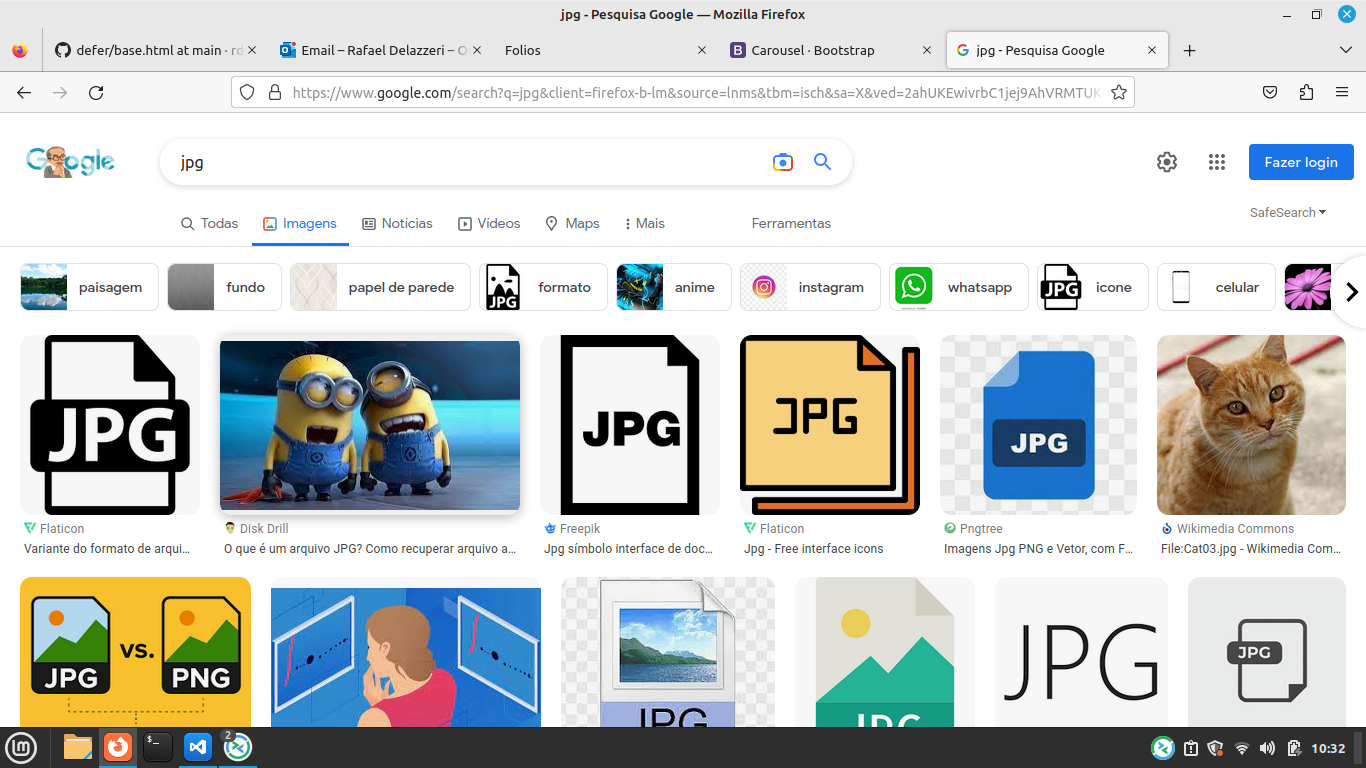 jpg - Pesquisa Google — Mozilla Firefox
defer/base.html at main · rd
Email – Rafael Delazzeri – O
Folios
Carousel · Bootstrap
jpg - Pesquisa Google
https://www.google.com/search?q=jpg&client=firefox-b-lm&source=lnms&tbm=isch&sa=X&ved=2ahUKEwivrbC1jej9AhVRMTUK
Google
jpg
Fazer login
Todas
Imagens
Notícias
Vídeos
Maps
Mais
Ferramentas
SafeSearch
paisagem
fundo
papel de parede
JPG
formato
anime
instagram
whatsapp
JPG
icone
celular
JPG
JPG
JPG
JPG
Flaticon
Disk Drill
Freepik
Flaticon
Pngtree
Wikimedia Commons
Variante do formato de arqui...
O que é um arquivo JPG? Como recuperar arquivo a...
Jpg símbolo interface de doc...
Jpg - Free interface icons
Imagens Jpg PNG e Vetor, com F...
File:Cat03.jpg - Wikimedia Com...
JPG
vs.
PNG
JPG
JPG
JPG
JPG
2
10:32